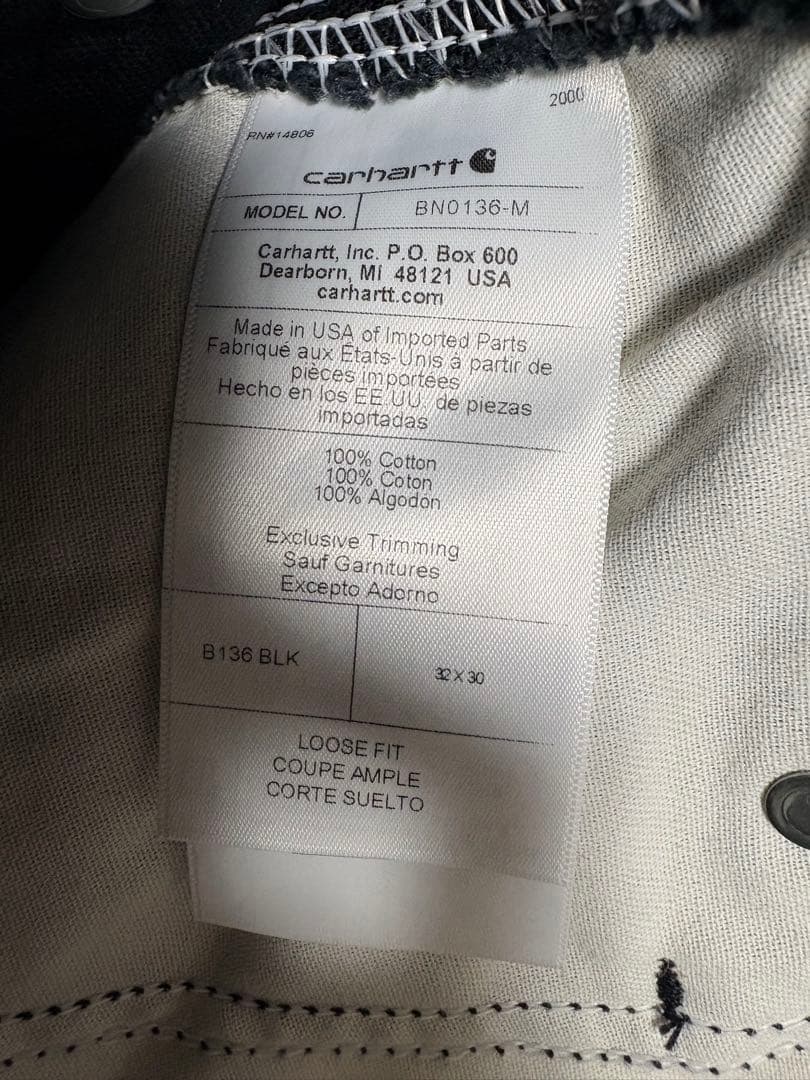 2000
RN#14806
carhartt
MODEL NO. BN0136-M
Carhartt, Inc. P.O. Box 600
Dearborn, MI 48121 USA
carhartt.com
Made in USA of Imported Parts
Fabriqué aux États-Unis à partir de
pièces importées
Hecho en los EE.UU. de piezas
importadas
100% Cotton
100% Coton
100% Algodón
Exclusive Trimming
Sauf Garnitures
Excepto Adorno
B136 BLK 32 X 30
LOOSE FIT
COUPE AMPLE
CORTE SUELTO